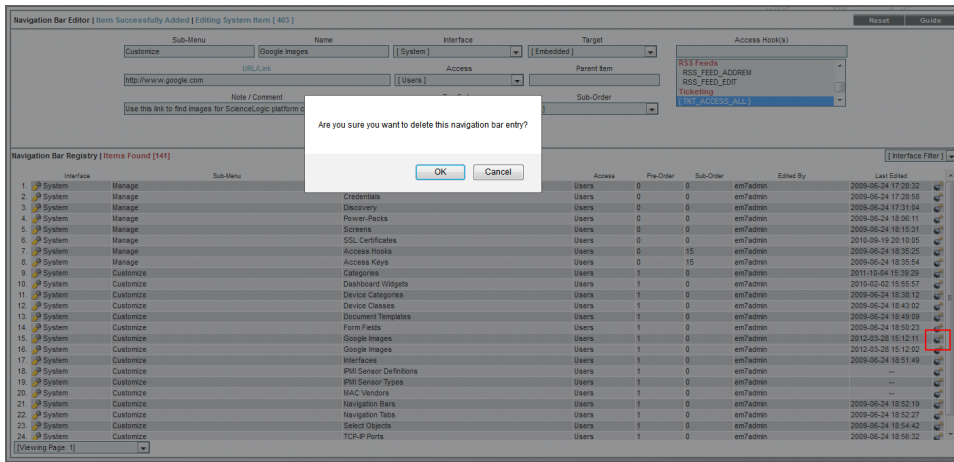 Navigation Bar Editor | Item Successfully Added | Editing System Item [ 403 ] Reset Guide
Sub-Menu Name Interface Target Access Hook(s)
Customize Google Images [ System ] [ Embedded ]
RSS Feeds
URL/Link Access Parent Item
RSS_FEED_ADDREM
http://www.google.com [ Users ]
RSS_FEED_EDIT
Ticketing
Note / Comment Sub-Order
[TKT_ACCESS_ALL]
Use this link to find images for ScienceLogic platform c
Are you sure you want to delete this navigation bar entry?
OK Cancel
Navigation Bar Registry | Items Found [141] [ Interface Filter ]
Interface Sub-Menu Access Pre-Order Sub-Order Edited By Last Edited
1. System Manage Users 0 0 em7admin 2009-06-24 17:28:32
2. System Manage Credentials Users 0 0 em7admin 2009-06-24 17:28:58
3. System Manage Discovery Users 0 0 em7admin 2009-06-24 17:31:04
4. System Manage Power-Packs Users 0 0 em7admin 2009-06-24 18:06:11
5. System Manage Screens Users 0 0 em7admin 2009-06-24 18:15:31
6. System Manage SSL Certificates Users 0 0 em7admin 2010-09-19 20:10:05
7. System Manage Access Hooks Users 0 15 em7admin 2009-06-24 18:35:25
8. System Manage Access Keys Users 0 15 em7admin 2009-06-24 18:35:54
9. System Customize Categories Users 1 0 em7admin 2011-10-04 15:39:29
10. System Customize Dashboard Widgets Users 1 0 em7admin 2010-02-02 15:55:57
11. System Customize Device Categories Users 1 0 em7admin 2009-06-24 18:38:12
12. System Customize Device Classes Users 1 0 em7admin 2009-06-24 18:43:02
13. System Customize Document Templates Users 1 0 em7admin 2009-06-24 18:49:09
14. System Customize Form Fields Users 1 0 em7admin 2009-06-24 18:50:23
15. System Customize Google Images Users 1 0 em7admin 2012-03-28 15:12:11
16. System Customize Google Images Users 1 0 em7admin 2012-03-28 15:12:02
17. System Customize Interfaces Users 1 0 em7admin 2009-06-24 18:51:49
18. System Customize IPMI Sensor Definitions Users 1 0 em7admin --
19. System Customize IPMI Sensor Types Users 1 0 em7admin --
20. System Customize MAC Vendors Users 1 0 em7admin --
21. System Customize Navigation Bars Users 1 0 em7admin 2009-06-24 18:52:19
22. System Customize Navigation Tabs Users 1 0 em7admin 2009-06-24 18:52:27
23. System Customize Select Objects Users 1 0 em7admin 2009-06-24 18:54:42
24. System Customize TCP-IP Ports Users 1 0 em7admin 2009-06-24 18:56:32
[Viewing Page: 1]